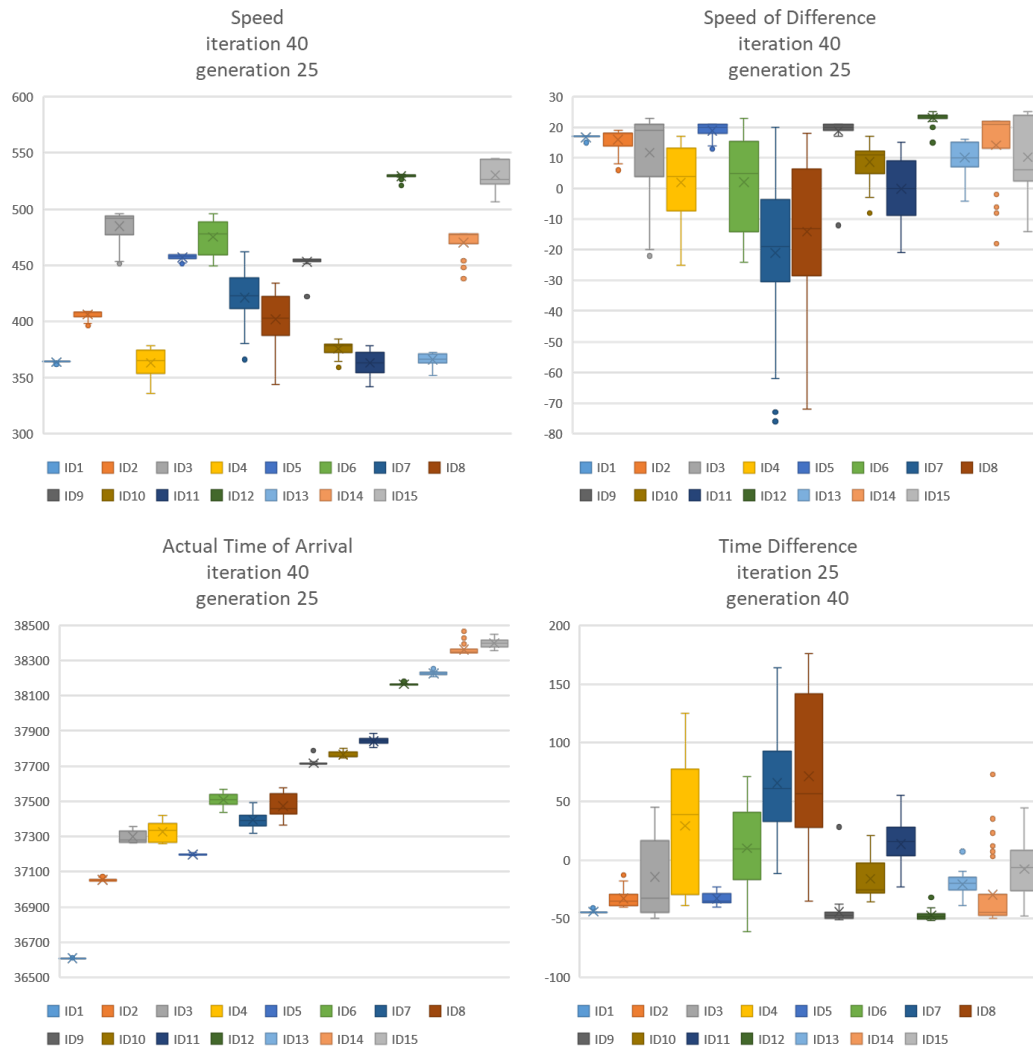 Speed
iteration 40
generation 25
600
550
500
450
400
350
300
ID1 ID2 ID3 ID4 ID5 ID6 ID7 ID8
ID9 ID10 ID11 ID12 ID13 ID14 ID15
Speed of Difference
iteration 40
generation 25
30
20
10
0
-10
-20
-30
-40
-50
-60
-70
-80
ID1 ID2 ID3 ID4 ID5 ID6 ID7 ID8
ID9 ID10 ID11 ID12 ID13 ID14 ID15
Actual Time of Arrival
iteration 40
generation 25
38500
38300
38100
37900
37700
37500
37300
37100
36900
36700
36500
ID1 ID2 ID3 ID4 ID5 ID6 ID7 ID8
ID9 ID10 ID11 ID12 ID13 ID14 ID15
Time Difference
iteration 25
generation 40
200
150
100
50
0
-50
-100
ID1 ID2 ID3 ID4 ID5 ID6 ID7 ID8
ID9 ID10 ID11 ID12 ID13 ID14 ID15